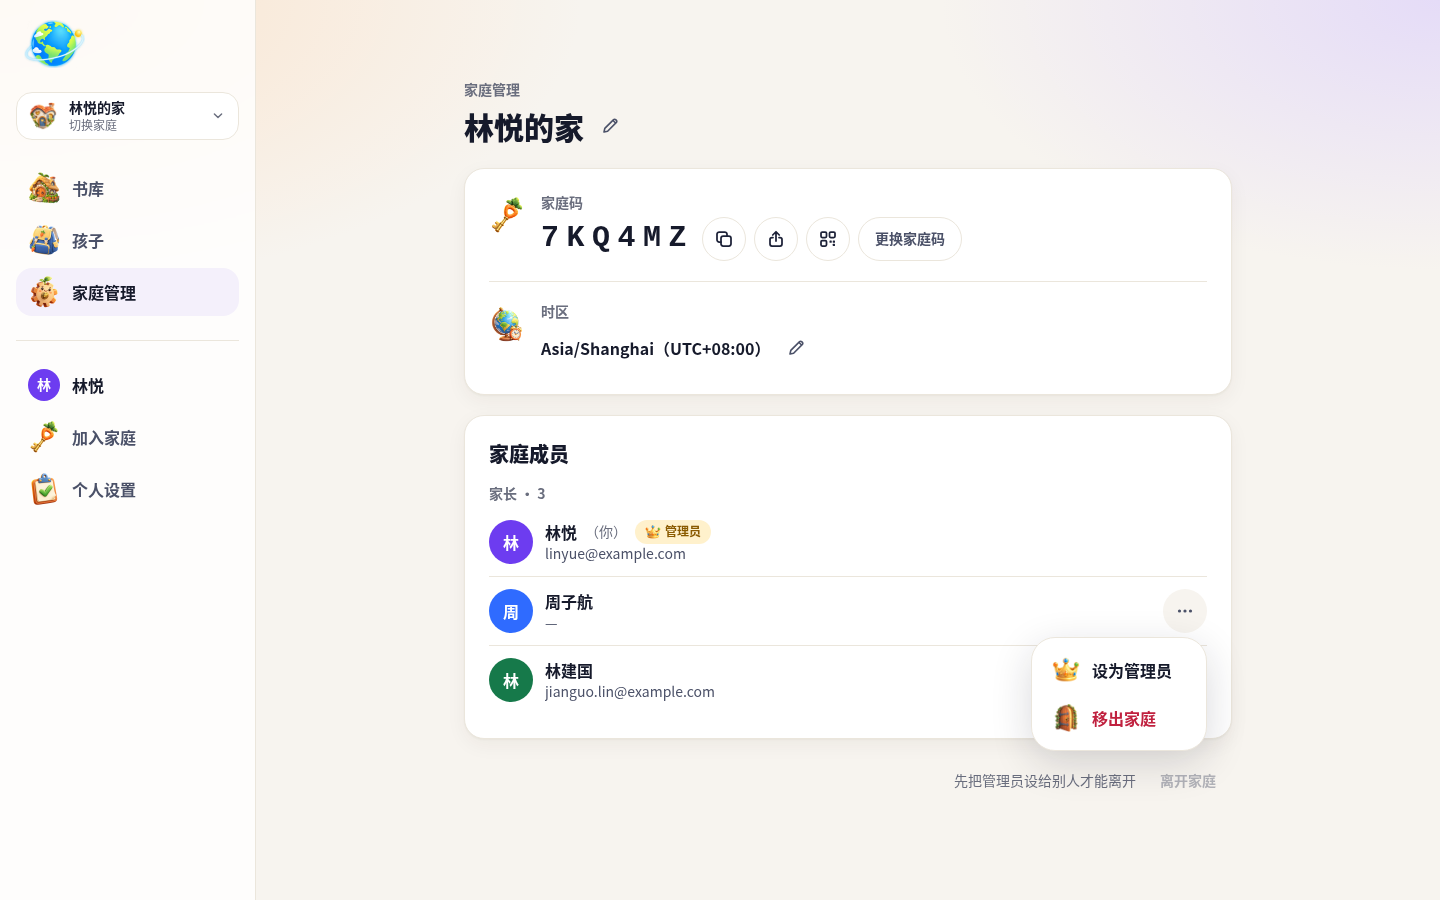 林悦的家
切换家庭
书库
孩子
家庭管理
林
林悦
加入家庭
个人设置
家庭管理
林悦的家
家庭码
7KQ4MZ
更换家庭码
时区
Asia/Shanghai（UTC+08:00）
家庭成员
家长 · 3
林
林悦 （你） 管理员
linyue@example.com
周
周子航
—
林
林建国
jianguo.lin@example.com
设为管理员
移出家庭
先把管理员设给别人才能离开 离开家庭